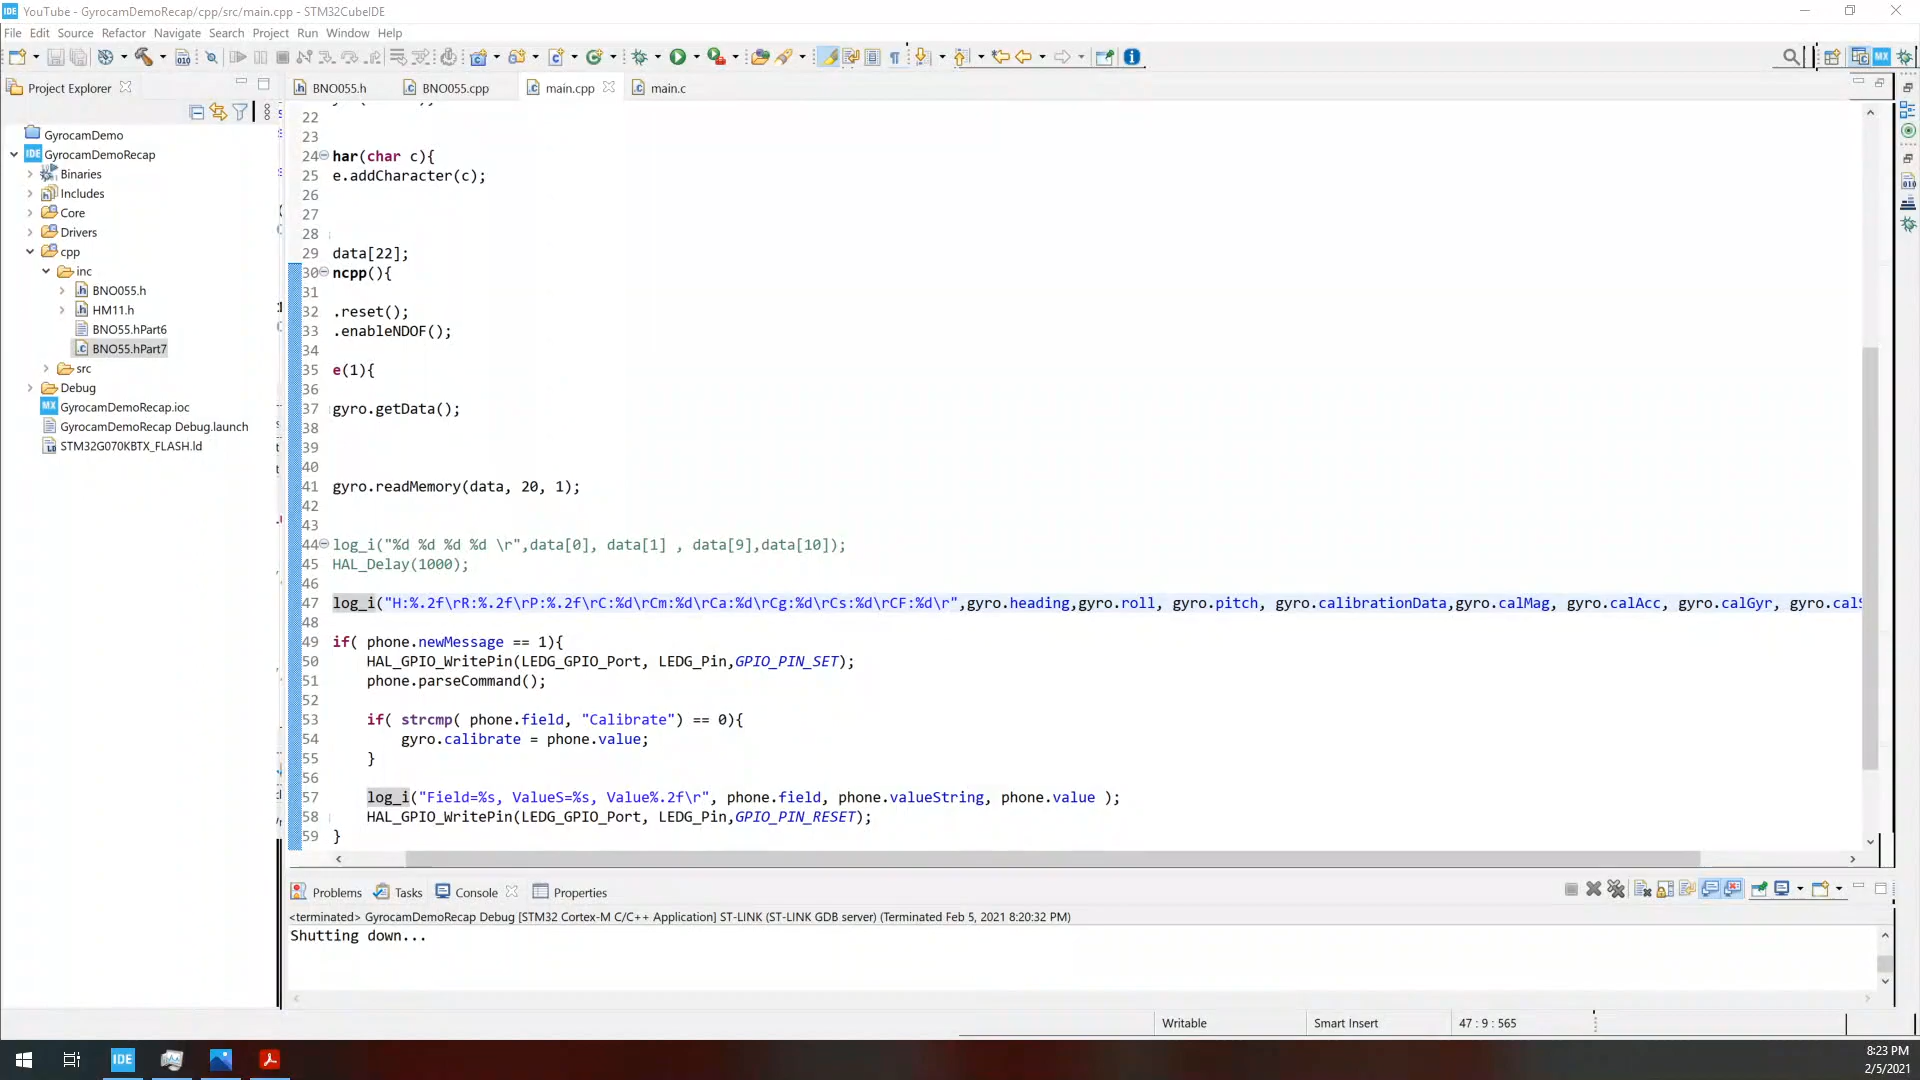 YouTube - GyrocamDemoRecap/cpp/src/main.cpp - STM32CubeIDE
File Edit Source Refactor Navigate Search Project Run Window Help
Project Explorer
GyrocamDemo
GyrocamDemoRecap
Binaries
Includes
Core
Drivers
cpp
inc
BNO055.h
HM11.h
BNO55.hPart6
BNO55.hPart7
src
Debug
GyrocamDemoRecap.ioc
GyrocamDemoRecap Debug.launch
STM32G070KBTX_FLASH.ld
BNO055.h BNO055.cpp main.cpp main.c
22
23
24 har(char c){
25 e.addCharacter(c);
26
27
28
29 data[22];
30 ncpp(){
31
32 .reset();
33 .enableNDOF();
34
35 e(1){
36
37 gyro.getData();
38
39
40
41 gyro.readMemory(data, 20, 1);
42
43
44 log_i("%d %d %d %d \r",data[0], data[1] , data[9],data[10]);
45 HAL_Delay(1000);
46
47 log_i("H:%.2f\rR:%.2f\rP:%.2f\rC:%d\rCm:%d\rCa:%d\rCg:%d\rCs:%d\rCF:%d\r",gyro.heading,gyro.roll, gyro.pitch, gyro.calibrationData,gyro.calMag, gyro.calAcc, gyro.calGyr, gyro.cal
48
49 if( phone.newMessage == 1){
50 HAL_GPIO_WritePin(LEDG_GPIO_Port, LEDG_Pin,GPIO_PIN_SET);
51 phone.parseCommand();
52
53 if( strcmp( phone.field, "Calibrate") == 0){
54 gyro.calibrate = phone.value;
55 }
56
57 log_i("Field=%s, ValueS=%s, Value%.2f\r", phone.field, phone.valueString, phone.value );
58 HAL_GPIO_WritePin(LEDG_GPIO_Port, LEDG_Pin,GPIO_PIN_RESET);
59 }
Problems Tasks Console Properties
<terminated> GyrocamDemoRecap Debug [STM32 Cortex-M C/C++ Application] ST-LINK (ST-LINK GDB server) (Terminated Feb 5, 2021 8:20:32 PM)
Shutting down...
Writable Smart Insert 47 : 9 : 565
IDE
8:23 PM
2/5/2021